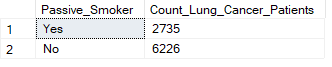 Passive_Smoker Count_Lung_Cancer_Patients
1 Yes 2735
2 No 6226